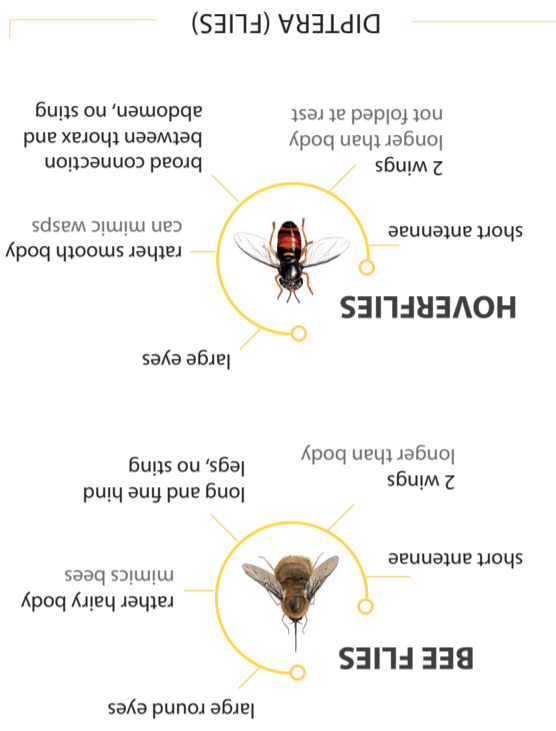 BEE FLIES
large round eyes
short antennae
rather hairy body
mimics bees
2 wings
longer than body
long and fine hind
legs, no sting
HOVERFLIES
large eyes
short antennae
rather smooth body
can mimic wasps
2 wings
longer than body
not folded at rest
broad connection
between thorax and
abdomen, no sting
DIPTERA (FLIES)